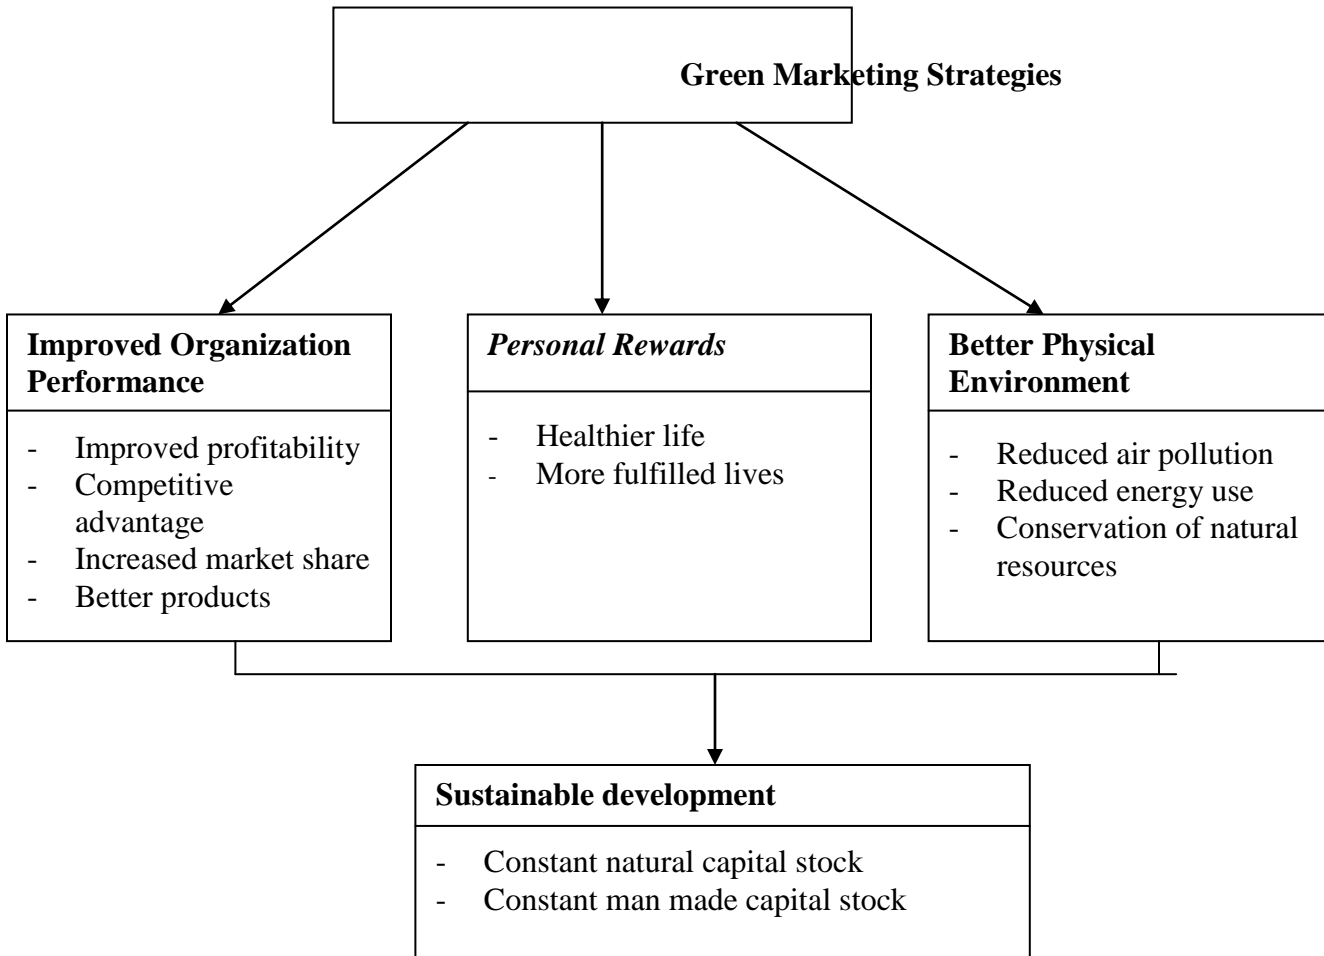 Green Marketing Strategies
Improved Organization
Performance
- Improved profitability
- Competitive
advantage
- Increased market share
- Better products
Personal Rewards
- Healthier life
- More fulfilled lives
Better Physical
Environment
- Reduced air pollution
- Reduced energy use
- Conservation of natural
resources
Sustainable development
- Constant natural capital stock
- Constant man made capital stock